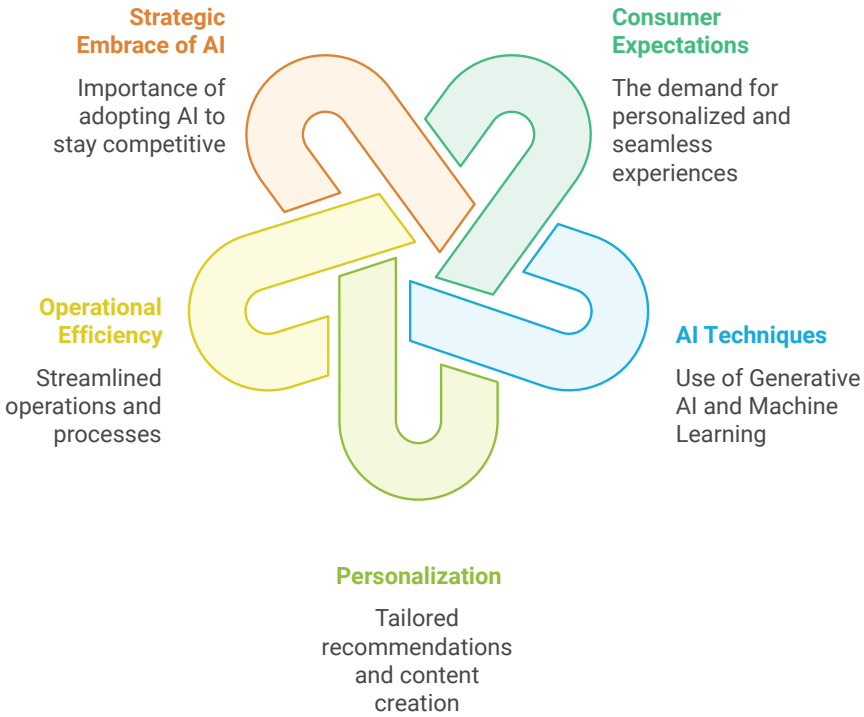 Strategic
Embrace of AI
Importance of
adopting AI to
stay competitive
Consumer
Expectations
The demand for
personalized and
seamless
experiences
Operational
Efficiency
Streamlined
operations and
processes
AI Techniques
Use of Generative
AI and Machine
Learning
Personalization
Tailored
recommendations
and content
creation